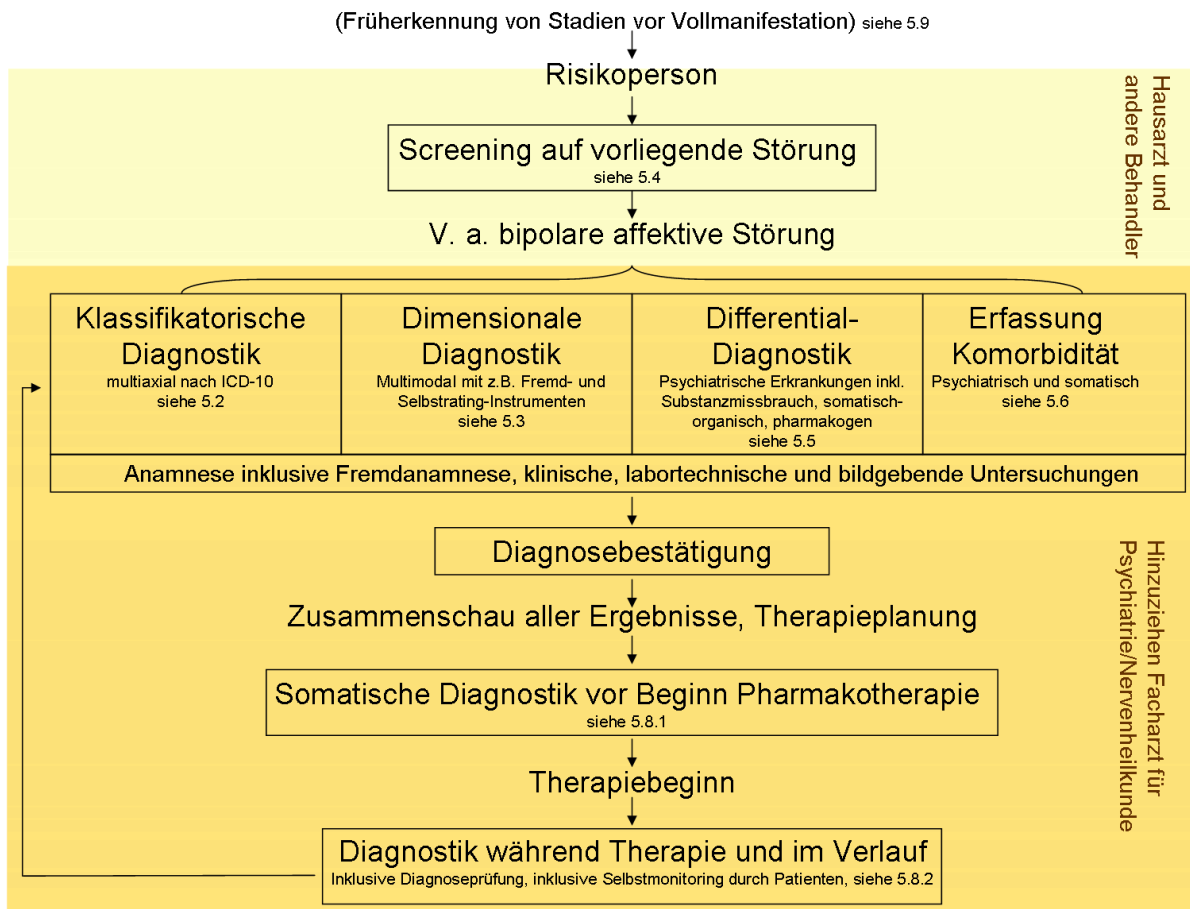 (Früherkennung von Stadien vor Vollmanifestation) siehe 5.9
Risikoperson
Screening auf vorliegende Störung
siehe 5.4
V. a. bipolare affektive Störung
Hausarzt und
andere Behandler
Klassifikatorische
Diagnostik
multiaxial nach ICD-10
siehe 5.2
Dimensionale
Diagnostik
Multimodal mit z.B. Fremd- und
Selbstrating-Instrumenten
siehe 5.3
Differential-
Diagnostik
Psychiatrische Erkrankungen inkl.
Substanzmissbrauch, somatisch-
organisch, pharmakogen
siehe 5.5
Erfassung
Komorbidität
Psychiatrisch und somatisch
siehe 5.6
Anamnese inklusive Fremdanamnese, klinische, labortechnische und bildgebende Untersuchungen
Diagnosebestätigung
Zusammenschau aller Ergebnisse, Therapieplanung
Somatische Diagnostik vor Beginn Pharmakotherapie
siehe 5.8.1
Therapiebeginn
Diagnostik während Therapie und im Verlauf
Inklusive Diagnoseprüfung, inklusive Selbstmonitoring durch Patienten, siehe 5.8.2
Hinzuziehen Facharzt für
Psychiatrie/Nervenheilkunde